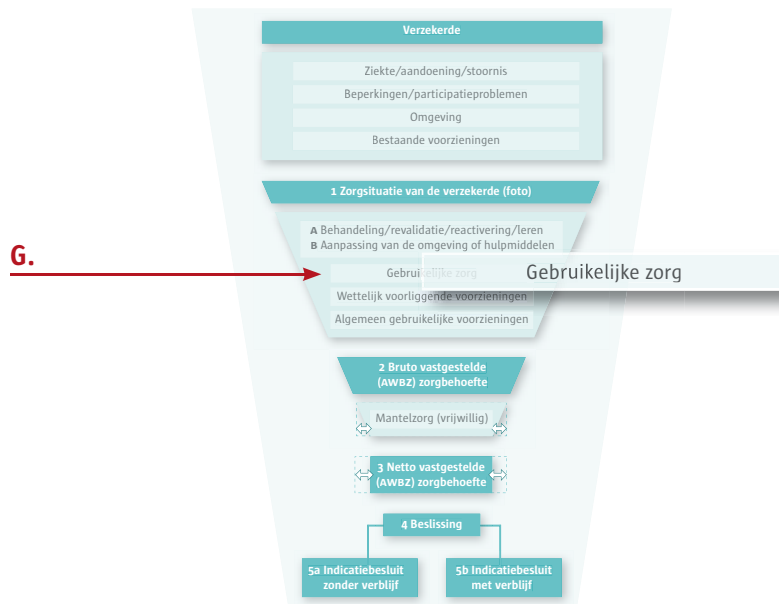 Verzekerde
Ziekte/aandoening/stoornis
Beperkingen/participatieproblemen
Omgeving
Bestaande voorzieningen
1 Zorgsituatie van de verzekerde (foto)
A Behandeling/revalidatie/reactivering/leren
B Aanpassing van de omgeving of hulpmiddelen
G.
Gebruikelijke zorg
Gebruikelijke zorg
Wettelijk voorliggende voorzieningen
Algemeen gebruikelijke voorzieningen
2 Bruto vastgestelde
(AWBZ) zorgbehoefte
Mantelzorg (vrijwillig)
3 Netto vastgestelde
(AWBZ) zorgbehoefte
4 Beslissing
5a Indicatiebesluit
zonder verblijf
5b Indicatiebesluit
met verblijf